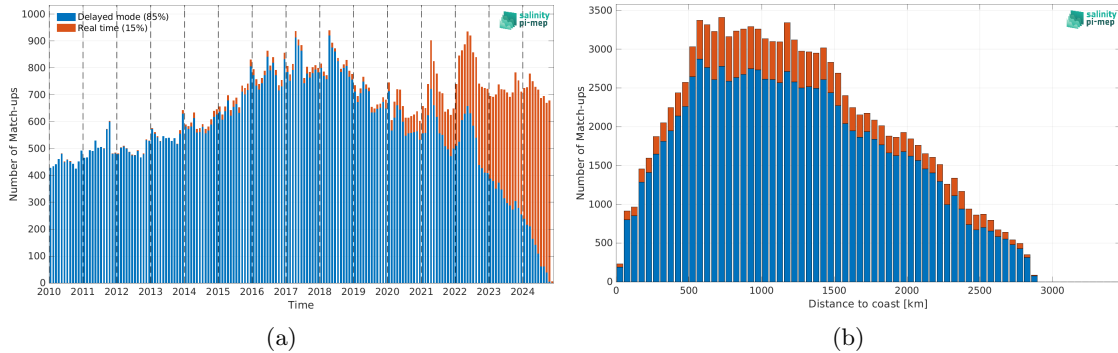 Delayed mode (85%)
Real time (15%)
salinity
pi-mep
Number of Match-ups
1000
900
800
700
600
500
400
300
200
100
0
2010 2011 2012 2013 2014 2015 2016 2017 2018 2019 2020 2021 2022 2023 2024
Time
(a)
salinity
pi-mep
Number of Match-ups
3500
3000
2500
2000
1500
1000
500
0
0 500 1000 1500 2000 2500 3000
Distance to coast [km]
(b)